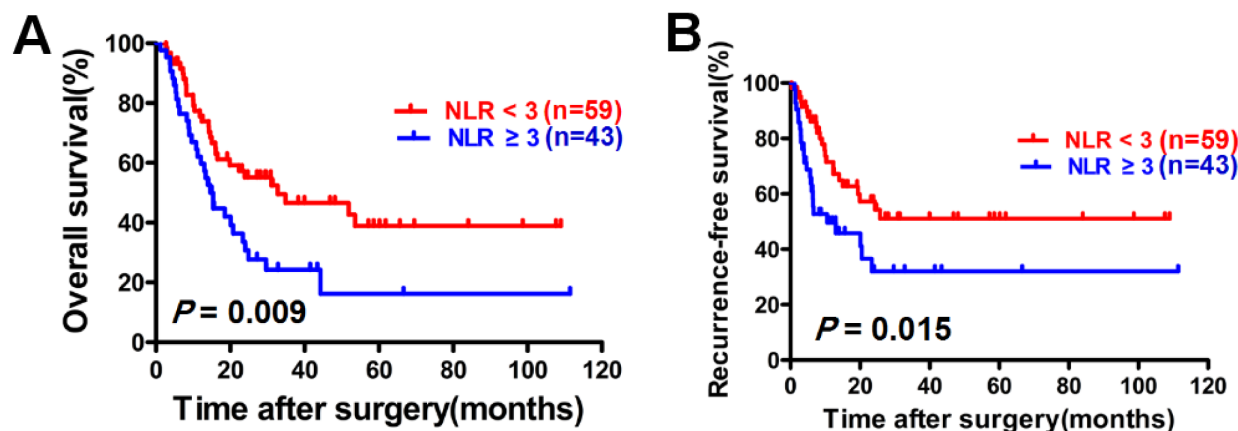 A
Overall survival(%)
100
80
60
40
20
0
NLR < 3 (n=59)
NLR ≥ 3 (n=43)
P = 0.009
0 20 40 60 80 100 120
Time after surgery(months)
B
Recurrence-free survival(%)
100
80
60
40
20
0
NLR < 3 (n=59)
NLR ≥ 3 (n=43)
P = 0.015
0 20 40 60 80 100 120
Time after surgery(months)